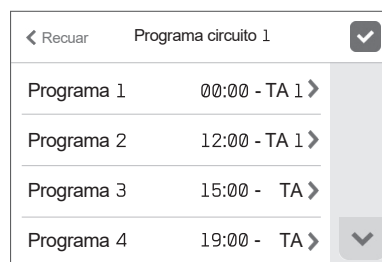 Recuar Programa circuito 1
Programa 1 00:00 - TA 1
Programa 2 12:00 - TA 1
Programa 3 15:00 - TA
Programa 4 19:00 - TA